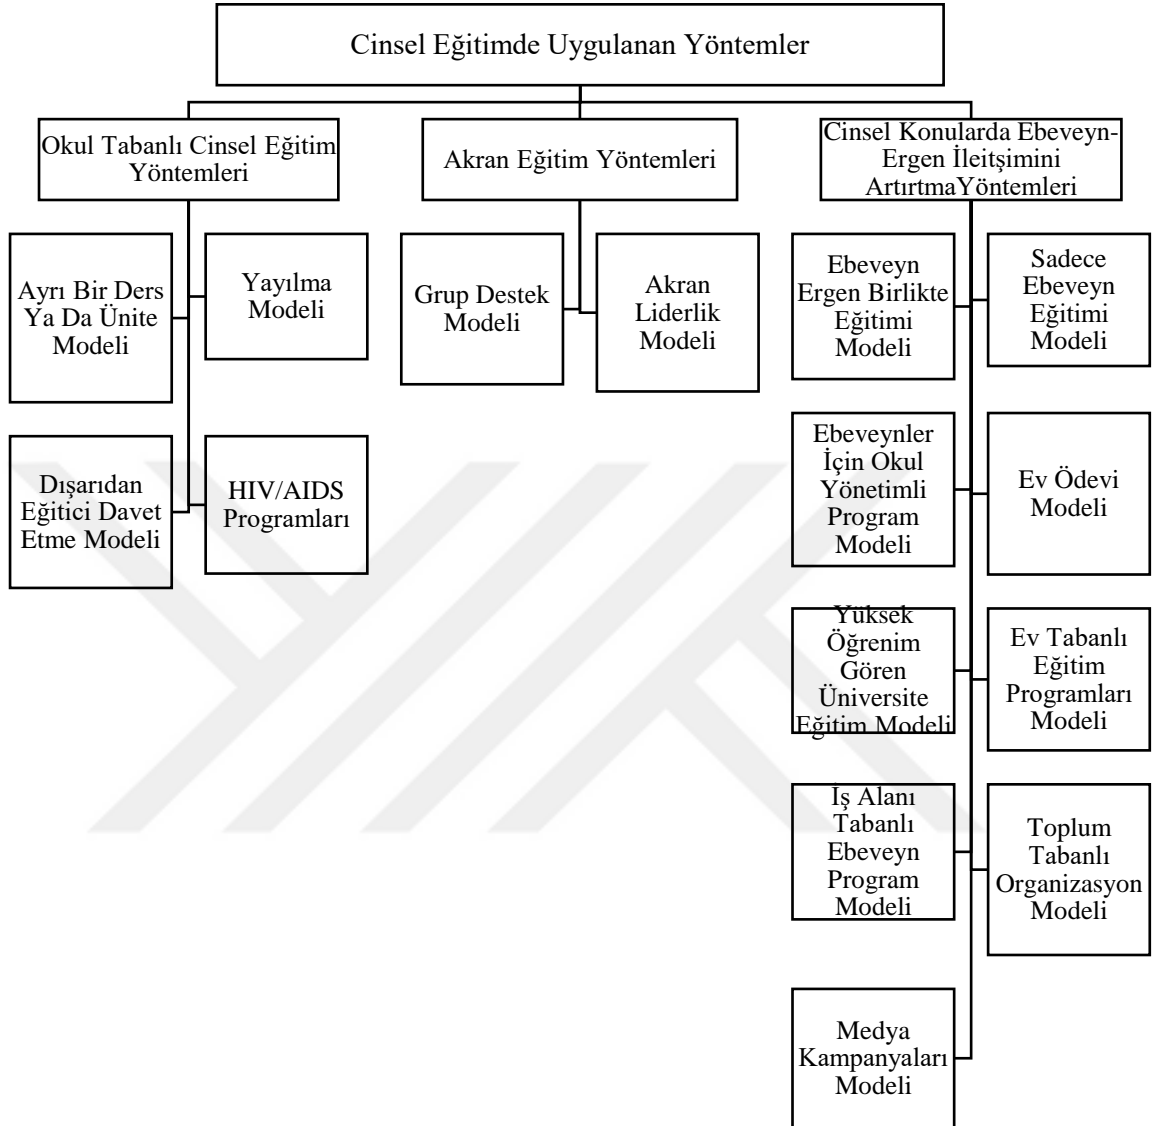 Cinsel Eğitimde Uygulanan Yöntemler
Okul Tabanlı Cinsel Eğitim
Yöntemleri
Akran Eğitim Yöntemleri
Cinsel Konularda Ebeveyn-
Ergen İleitşimini
ArtırtmaYöntemleri
Ayrı Bir Ders
Ya Da Ünite
Modeli
Yayılma
Modeli
Dışarıdan
Eğitici Davet
Etme Modeli
HIV/AIDS
Programları
Grup Destek
Modeli
Akran
Liderlik
Modeli
Ebeveyn
Ergen Birlikte
Eğitimi
Modeli
Sadece
Ebeveyn
Eğitimi
Modeli
Ebeveynler
İçin Okul
Yönetimli
Program
Modeli
Ev Ödevi
Modeli
Yüksek
Öğrenim
Gören
Üniversite
Eğitim Modeli
Ev Tabanlı
Eğitim
Programları
Modeli
İş Alanı
Tabanlı
Ebeveyn
Program
Modeli
Toplum
Tabanlı
Organizasyon
Modeli
Medya
Kampanyaları
Modeli